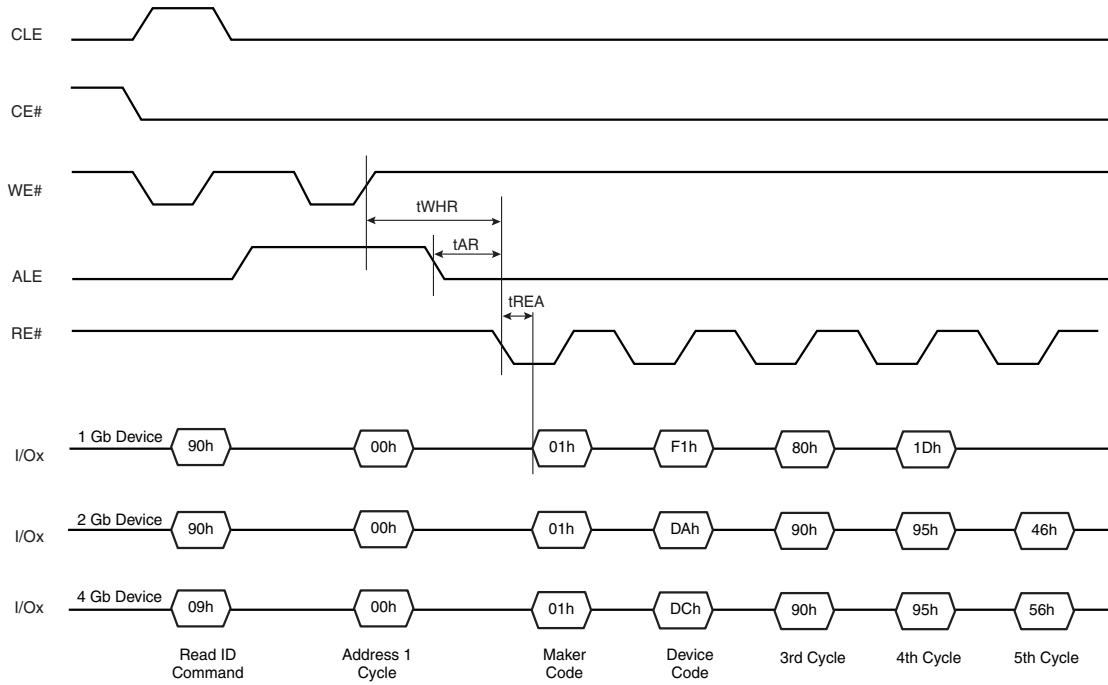 CLE
CE#
WE#
tWHR
tAR
ALE
tREA
RE#
1 Gb Device
I/Ox 90h 00h 01h F1h 80h 1Dh
2 Gb Device
I/Ox 90h 00h 01h DAh 90h 95h 46h
4 Gb Device
I/Ox 09h 00h 01h DCh 90h 95h 56h
Read ID Command
Address 1 Cycle
Maker Code
Device Code
3rd Cycle
4th Cycle
5th Cycle